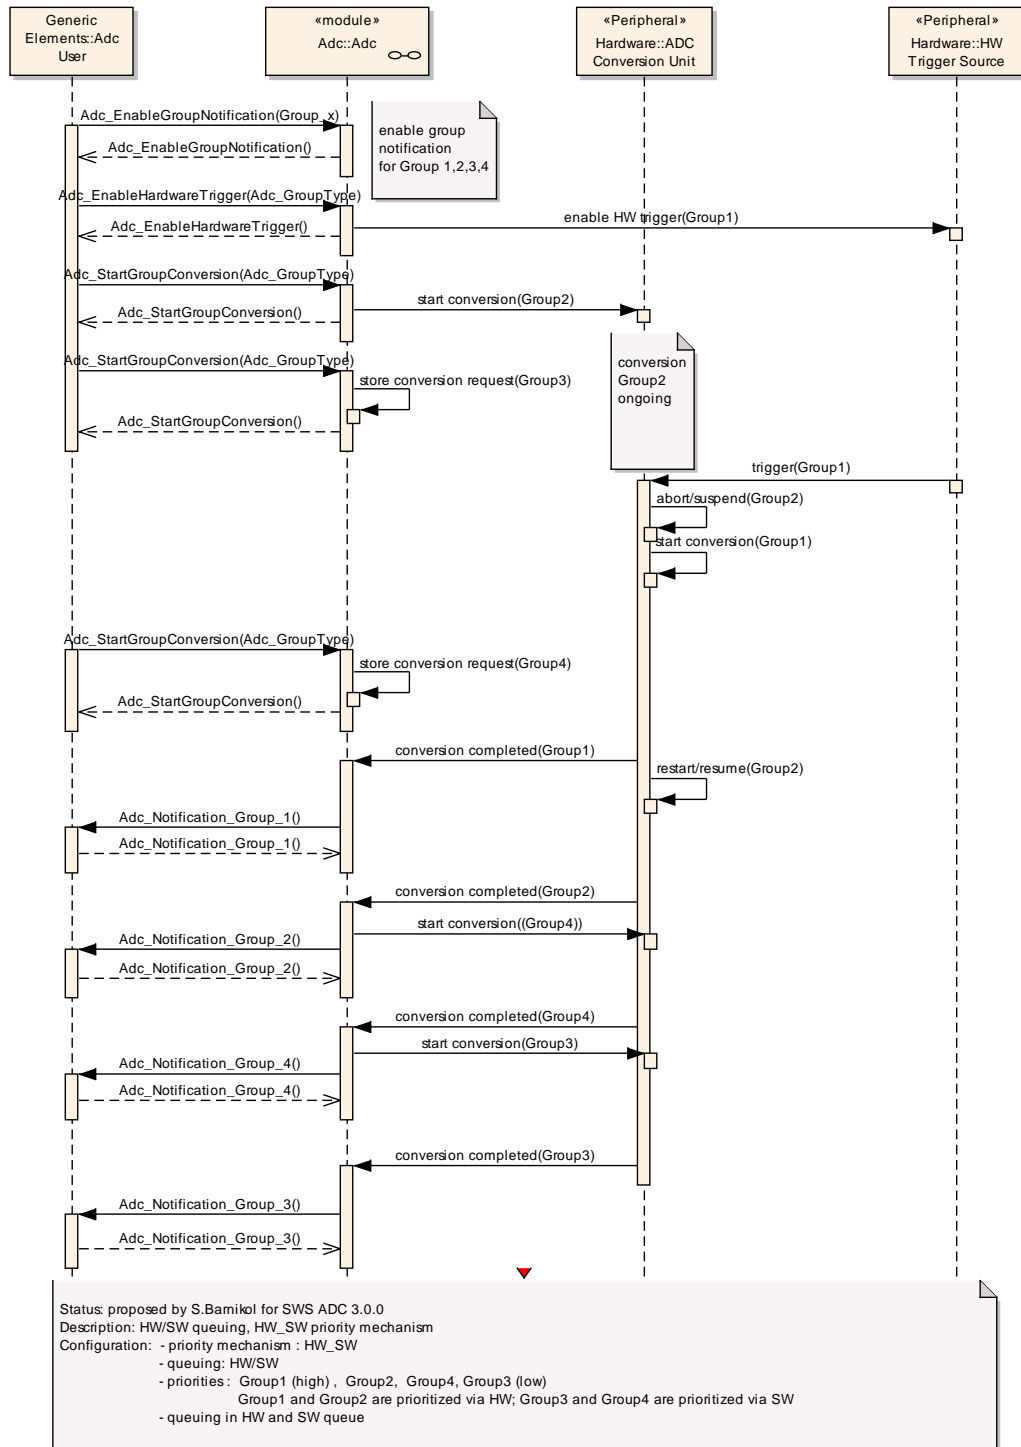 Generic
Elements::Adc
User
«module»
Adc::Adc
«Peripheral»
Hardware::ADC
Conversion Unit
«Peripheral»
Hardware::HW
Trigger Source
Adc_EnableGroupNotification(Group_x)
enable group
notification
for Group 1,2,3,4
Adc_EnableGroupNotification()
Adc_EnableHardwareTrigger(Adc_GroupType)
enable HW trigger(Group1)
Adc_EnableHardwareTrigger()
Adc_StartGroupConversion(Adc_GroupType)
start conversion(Group2)
Adc_StartGroupConversion()
Adc_StartGroupConversion(Adc_GroupType)
store conversion request(Group3)
Adc_StartGroupConversion()
conversion
Group2
ongoing
trigger(Group1)
abort/suspend(Group2)
start conversion(Group1)
Adc_StartGroupConversion(Adc_GroupType)
store conversion request(Group4)
Adc_StartGroupConversion()
conversion completed(Group1)
restart/resume(Group2)
Adc_Notification_Group_1()
Adc_Notification_Group_1()
conversion completed(Group2)
start conversion((Group4))
Adc_Notification_Group_2()
Adc_Notification_Group_2()
conversion completed(Group4)
start conversion(Group3)
Adc_Notification_Group_4()
Adc_Notification_Group_4()
conversion completed(Group3)
Adc_Notification_Group_3()
Adc_Notification_Group_3()
Status: proposed by S.Barnikol for SWS ADC 3.0.0
Description: HW/SW queuing, HW_SW priority mechanism
Configuration: - priority mechanism : HW_SW
- queuing: HW/SW
- priorities : Group1 (high) , Group2, Group4, Group3 (low)
Group1 and Group2 are prioritized via HW; Group3 and Group4 are prioritized via SW
- queuing in HW and SW queue